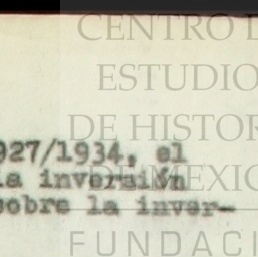 CENTRO D
ESTUDIO
DE HISTOR
927/1934, el
la inversión
DE MEXIC
sobre la inver-
FUNDACI